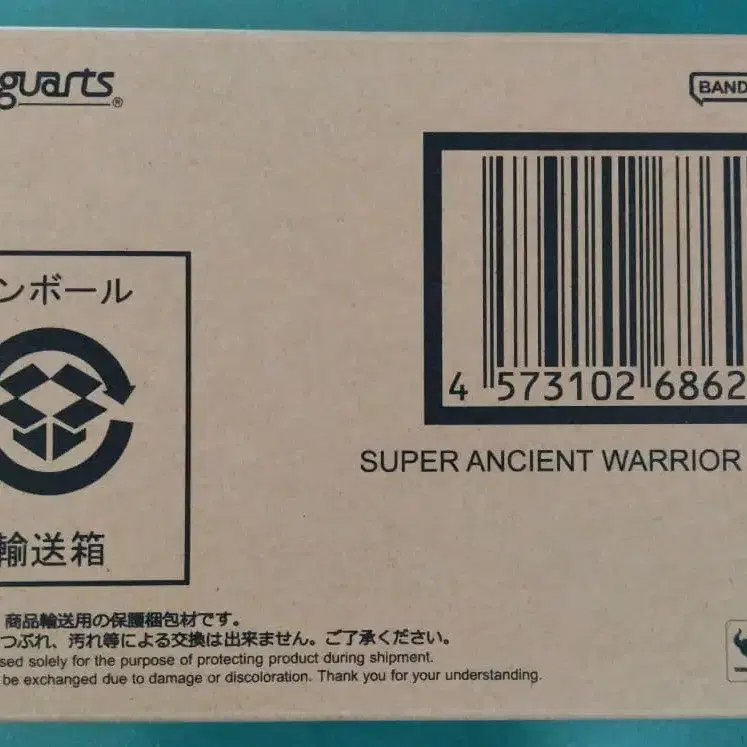 guarts®
BAND
ンボール
4 573102 6862
SUPER ANCIENT WARRIOR
輸送箱
商品輸送用の保護梱包材です。
つぶれ、汚れ等による交換は出来ません。ご了承ください。
sed solely for the purpose of protecting product during shipment.
be exchanged due to damage or discoloration. Thank you for your understanding.